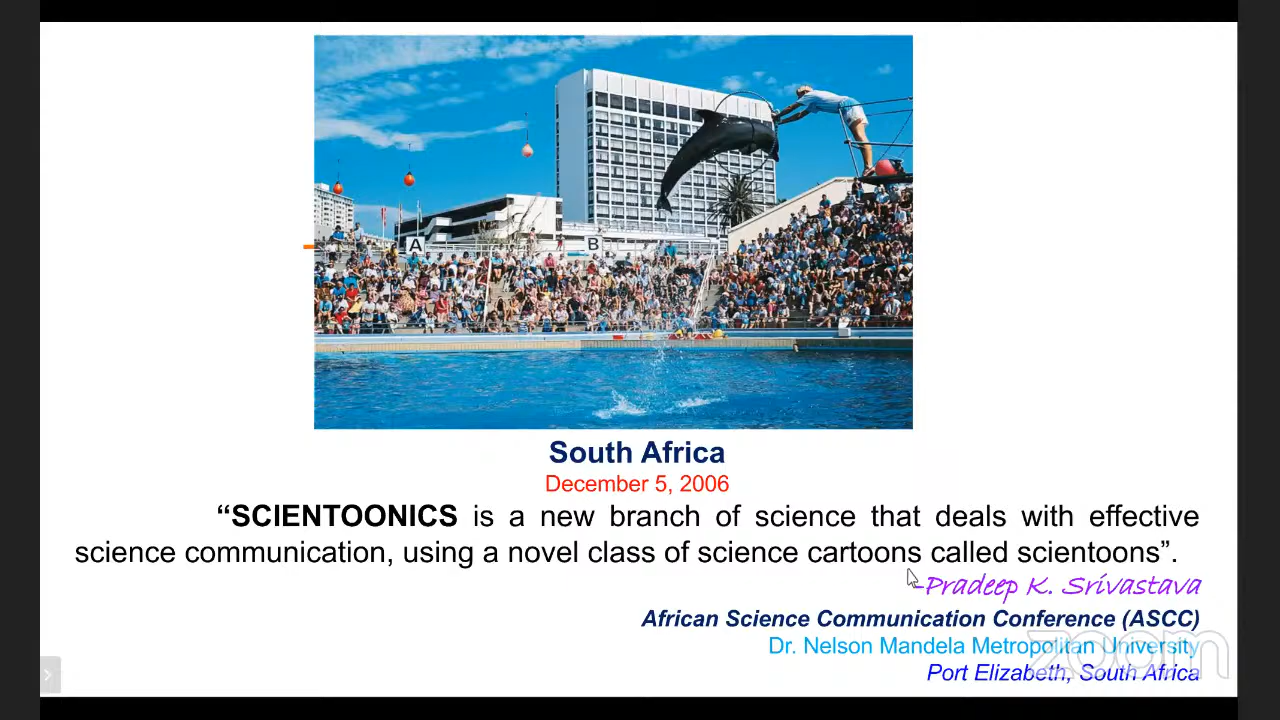 A
B
South Africa
December 5, 2006
“SCIENTOONICS is a new branch of science that deals with effective
science communication, using a novel class of science cartoons called scientoons”.
-Pradeep K. Srivastava
African Science Communication Conference (ASCC)
Dr. Nelson Mandela Metropolitan University
zoom
Port Elizabeth, South Africa